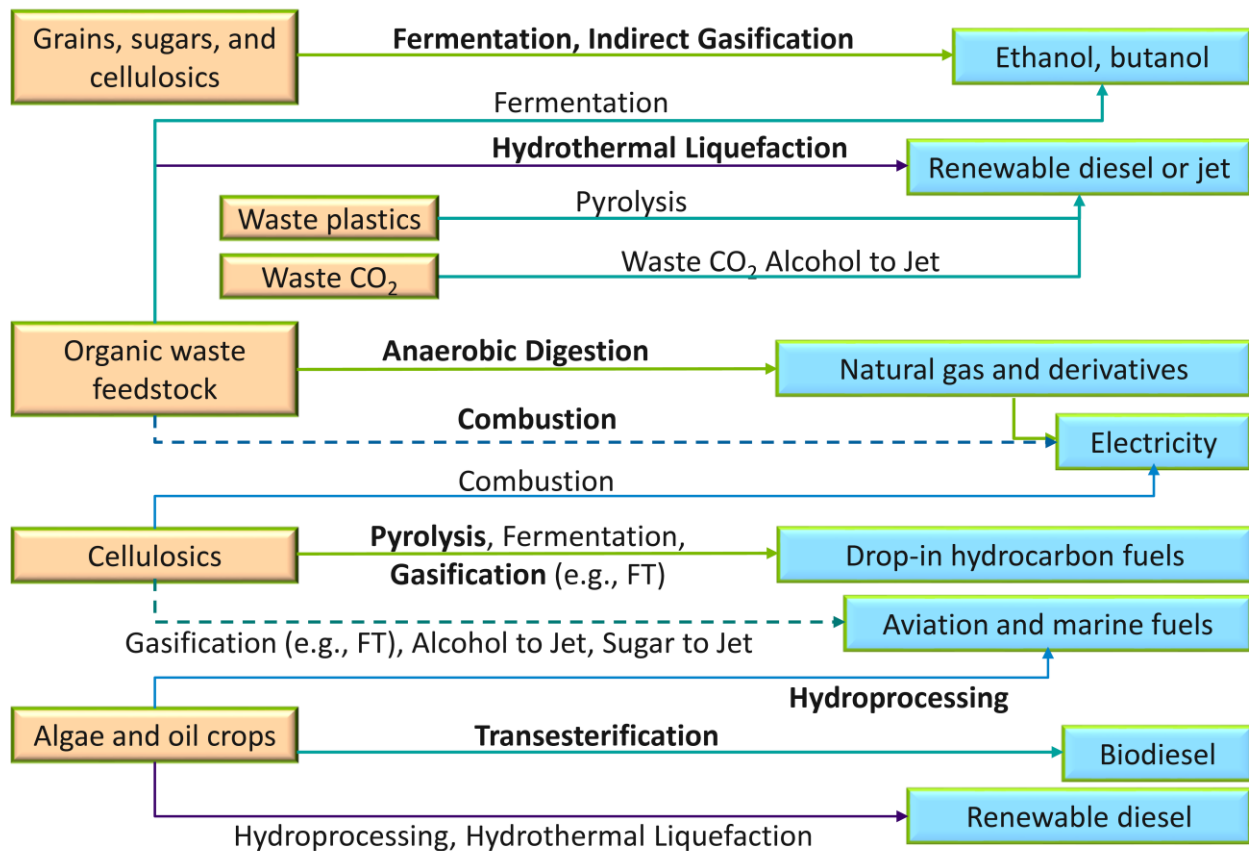 Grains, sugars, and
cellulosics
Fermentation, Indirect Gasification
Ethanol, butanol
Fermentation
Hydrothermal Liquefaction
Renewable diesel or jet
Waste plastics
Pyrolysis
Waste CO₂
Waste CO₂ Alcohol to Jet
Organic waste
feedstock
Anaerobic Digestion
Natural gas and derivatives
Combustion
Electricity
Combustion
Cellulosics
Pyrolysis, Fermentation,
Gasification (e.g., FT)
Drop-in hydrocarbon fuels
Gasification (e.g., FT), Alcohol to Jet, Sugar to Jet
Aviation and marine fuels
Hydroprocessing
Algae and oil crops
Transesterification
Biodiesel
Renewable diesel
Hydroprocessing, Hydrothermal Liquefaction